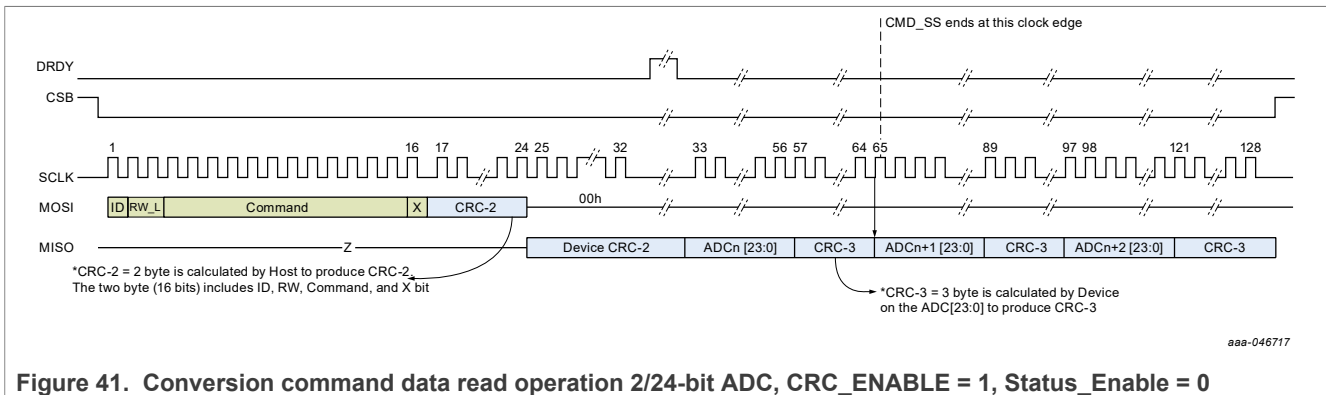 CMD_SS ends at this clock edge
DRDY
CSB
1 16 17 24 25 32 33 56 57 64 65 89 97 98 121 128
SCLK
MOSI ID RW_L Command X CRC-2 00h
MISO Z Device CRC-2 ADCn [23:0] CRC-3 ADCn+1 [23:0] CRC-3 ADCn+2 [23:0] CRC-3
*CRC-2 = 2 byte is calculated by Host to produce CRC-2.
The two byte (16 bits) includes ID, RW, Command, and X bit
*CRC-3 = 3 byte is calculated by Device
on the ADC[23:0] to produce CRC-3
aaa-046717
Figure 41. Conversion command data read operation 2/24-bit ADC, CRC_ENABLE = 1, Status_Enable = 0